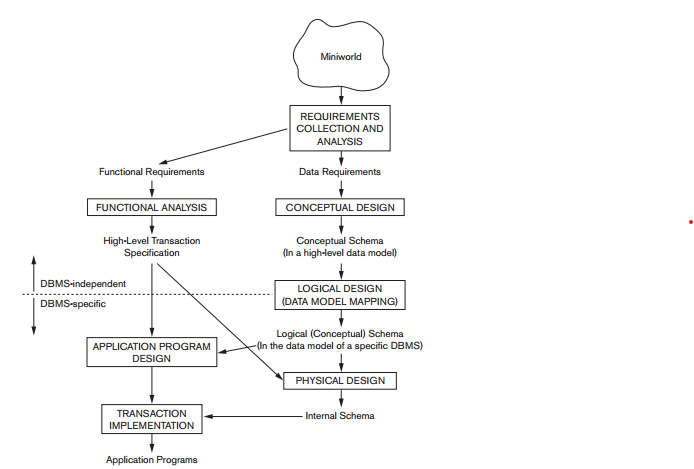 Miniworld
REQUIREMENTS
COLLECTION AND
ANALYSIS
Functional Requirements
Data Requirements
FUNCTIONAL ANALYSIS
CONCEPTUAL DESIGN
High-Level Transaction
Specification
Conceptual Schema
(In a high-level data model)
DBMS-independent
DBMS-specific
LOGICAL DESIGN
(DATA MODEL MAPPING)
Logical (Conceptual) Schema
(In the data model of a specific DBMS)
APPLICATION PROGRAM
DESIGN
PHYSICAL DESIGN
TRANSACTION
IMPLEMENTATION
Internal Schema
Application Programs